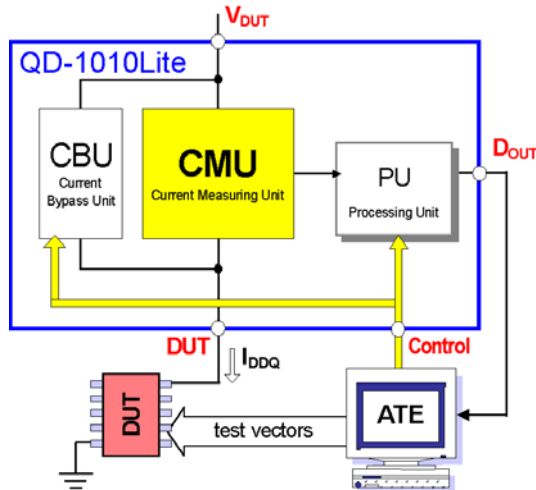 VDUT
QD-1010Lite
CBU
Current
Bypass Unit
CMU
Current Measuring Unit
PU
Processing Unit
DOUT
DUT
IDDQ
Control
DUT
test vectors
ATE